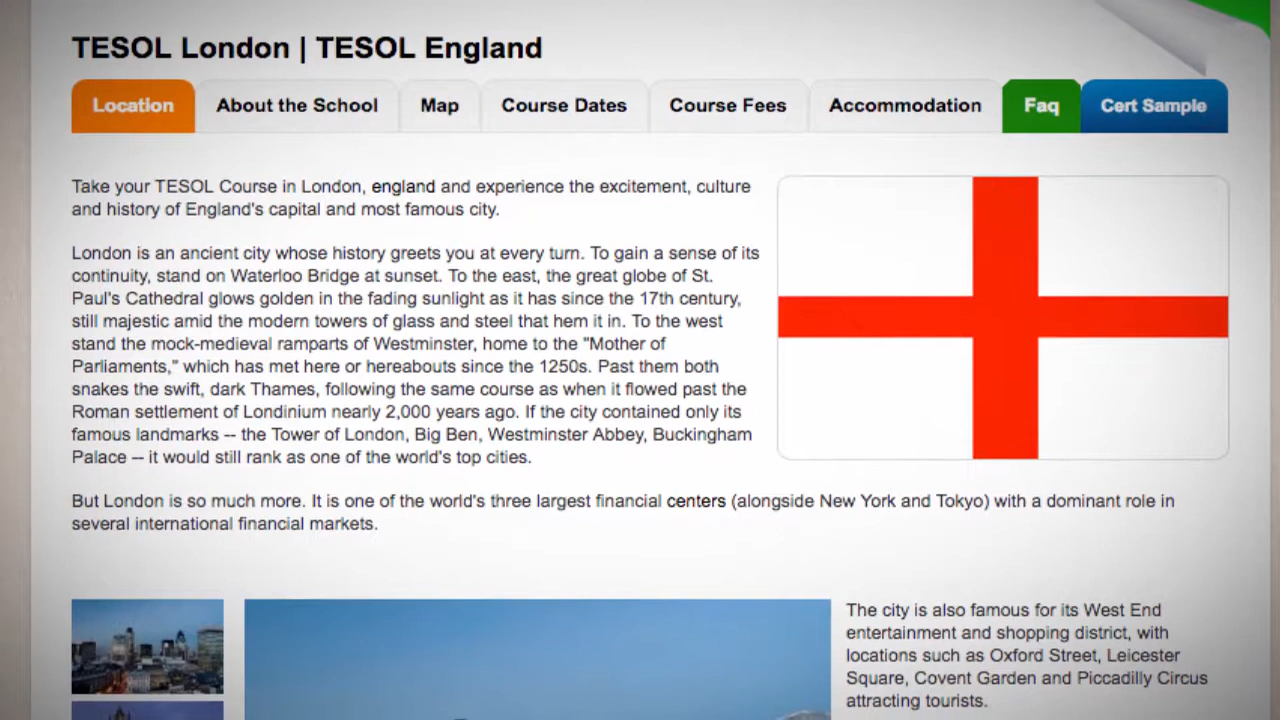 TESOL London | TESOL England
Location
About the School
Map
Course Dates
Course Fees
Accommodation
Faq
Cert Sample
Take your TESOL Course in London, england and experience the excitement, culture
and history of England's capital and most famous city.
London is an ancient city whose history greets you at every turn. To gain a sense of its
continuity, stand on Waterloo Bridge at sunset. To the east, the great globe of St.
Paul's Cathedral glows golden in the fading sunlight as it has since the 17th century,
still majestic amid the modern towers of glass and steel that hem it in. To the west
stand the mock-medieval ramparts of Westminster, home to the "Mother of
Parliaments," which has met here or hereabouts since the 1250s. Past them both
snakes the swift, dark Thames, following the same course as when it flowed past the
Roman settlement of Londinium nearly 2,000 years ago. If the city contained only its
famous landmarks -- the Tower of London, Big Ben, Westminster Abbey, Buckingham
Palace -- it would still rank as one of the world's top cities.
But London is so much more. It is one of the world's three largest financial centers (alongside New York and Tokyo) with a dominant role in
several international financial markets.
The city is also famous for its West End
entertainment and shopping district, with
locations such as Oxford Street, Leicester
Square, Covent Garden and Piccadilly Circus
attracting tourists.